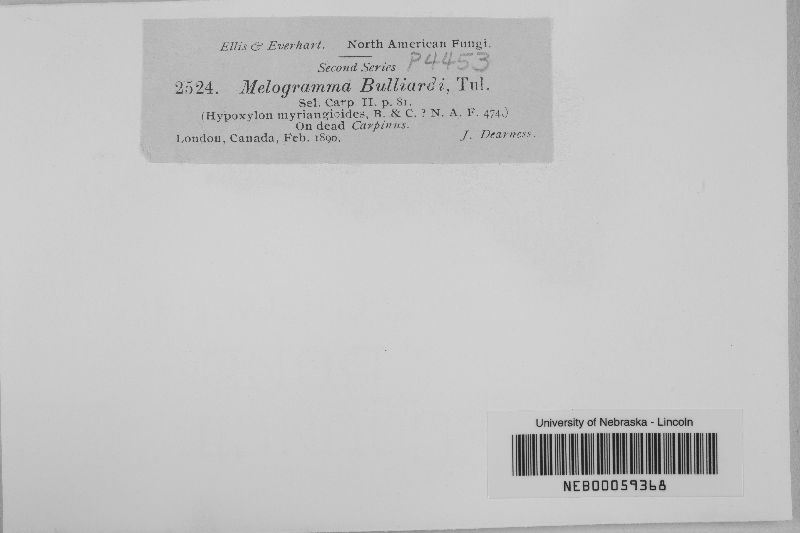 Ellis & Everhart. North American Fungi.
Second Series P4453
2524. Melogramma Bulliardi, Tul.
Sel. Carp II. p. 81.
(Hypoxylon myriangioides, B. & C. ? N. A. F. 474.)
On dead Carpinus.
London, Canada, Feb. 1890. J. Dearness.
University of Nebraska - Lincoln
NEB00059368